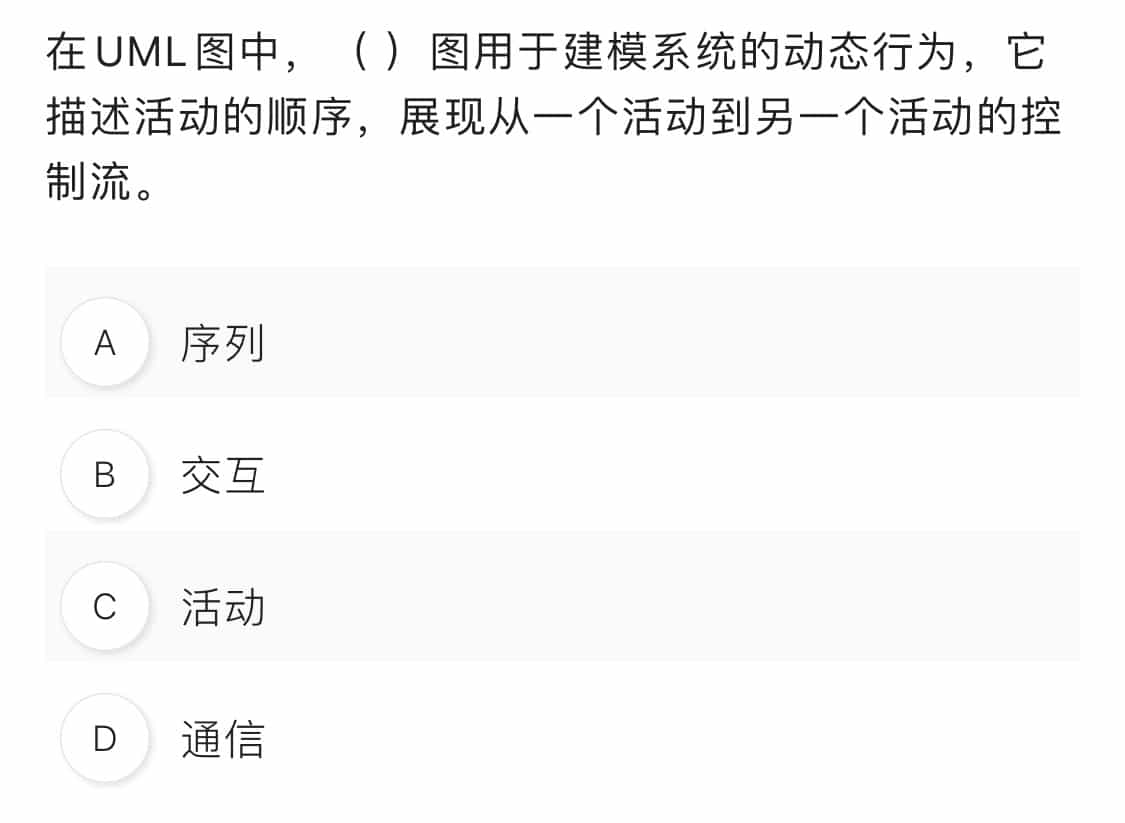 在UML图中，（ ）图用于建模系统的动态行为，它
描述活动的顺序，展现从一个活动到另一个活动的控
制流。
A 序列
B 交互
C 活动
D 通信